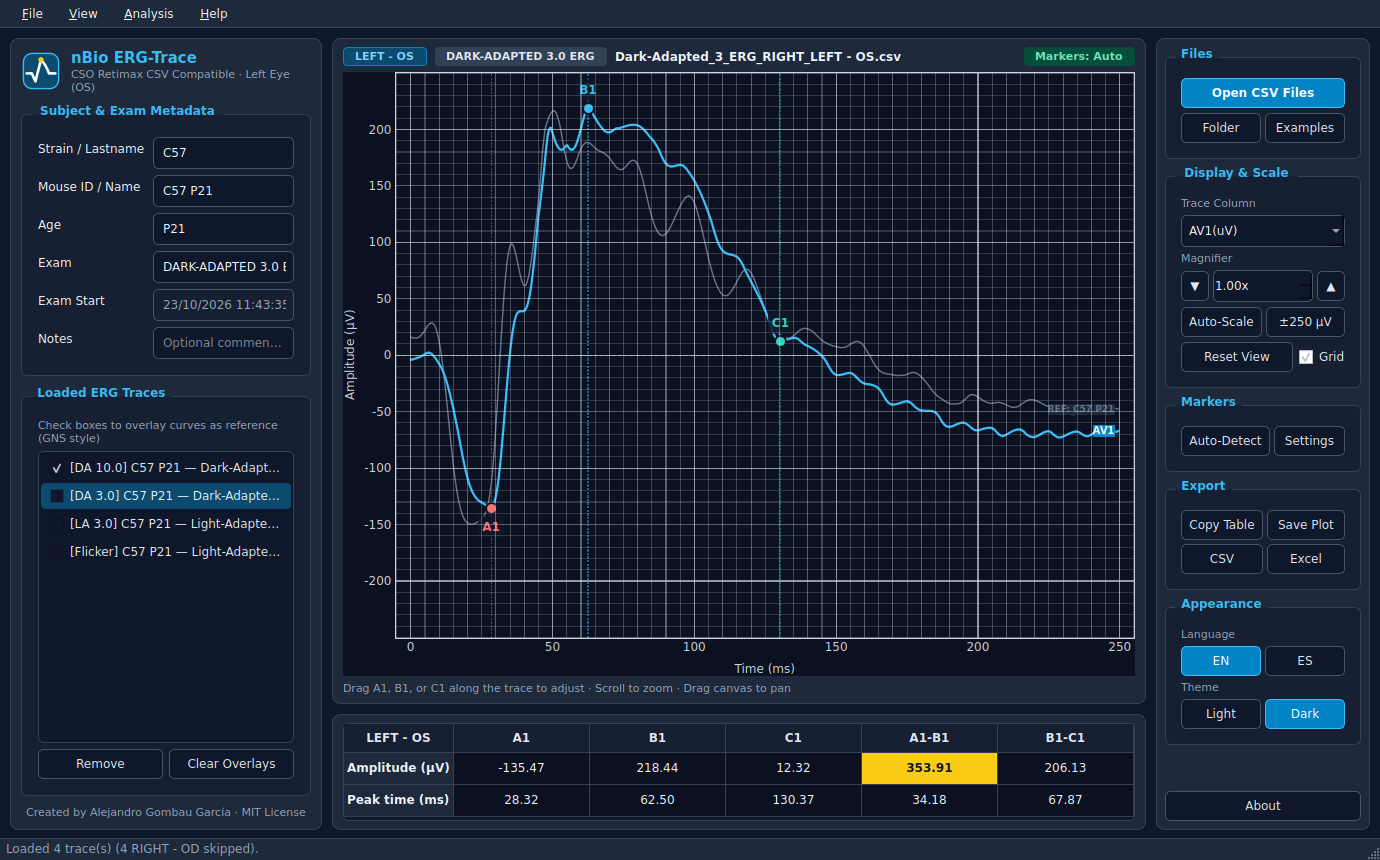 File View Analysis Help
nBio ERG-Trace
CSO Retimax CSV Compatible · Left Eye
(OS)
Subject & Exam Metadata
Strain / Lastname C57
Mouse ID / Name C57 P21
Age P21
Exam DARK-ADAPTED 3.0 E
Exam Start 23/10/2026 11:43:35
Notes Optional commen...
Loaded ERG Traces
Check boxes to overlay curves as reference
(GNS style)
[DA 10.0] C57 P21 — Dark-Adapt...
[DA 3.0] C57 P21 — Dark-Adapte...
[LA 3.0] C57 P21 — Light-Adapte...
[Flicker] C57 P21 — Light-Adapte...
Remove Clear Overlays
Created by Alejandro Gombau García · MIT License
LEFT - OS DARK-ADAPTED 3.0 ERG Dark-Adapted_3_ERG_RIGHT_LEFT - OS.csv Markers: Auto
B1
200
150
100
50
C1
0
-50
REF: C57 P21
AV1
-100
-150
A1
-200
Amplitude (µV)
0 50 100 150 200 250
Time (ms)
Drag A1, B1, or C1 along the trace to adjust · Scroll to zoom · Drag canvas to pan
LEFT - OS A1 B1 C1 A1-B1 B1-C1
Amplitude (µV) -135.47 218.44 12.32 353.91 206.13
Peak time (ms) 28.32 62.50 130.37 34.18 67.87
Files
Open CSV Files
Folder Examples
Display & Scale
Trace Column
AV1(uV)
Magnifier
▼ 1.00x ▲
Auto-Scale ±250 µV
Reset View Grid
Markers
Auto-Detect Settings
Export
Copy Table Save Plot
CSV Excel
Appearance
Language
EN ES
Theme
Light Dark
About
Loaded 4 trace(s) (4 RIGHT - OD skipped).